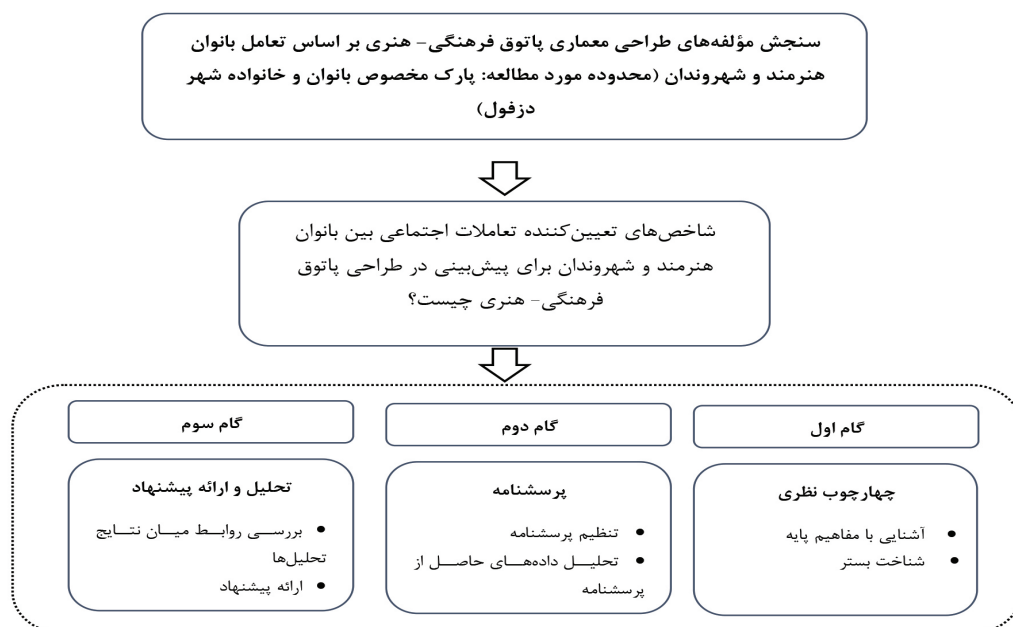 سنجش مؤلفه‌های طراحی معماری پاتوق فرهنگی- هنری بر اساس تعامل بانوان
هنرمند و شهروندان (محدوده مورد مطالعه: پارک مخصوص بانوان و خانواده شهر
دزفول)
شاخص‌های تعیین‌کننده تعاملات اجتماعی بین بانوان
هنرمند و شهروندان برای پیش‌بینی در طراحی پاتوق
فرهنگی- هنری چیست؟
گام اول
چهارچوب نظری
● آشنایی با مفاهیم پایه
● شناخت بستر
گام دوم
پرسشنامه
● تنظیم پرسشنامه
● تحلیل داده‌های حاصل از
پرسشنامه
گام سوم
تحلیل و ارائه پیشنهاد
● بررسی روابط میان نتایج
تحلیل‌ها
● ارائه پیشنهاد